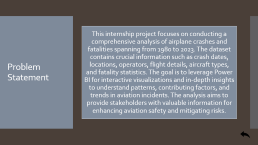 Problem
Statement
This internship project focuses on conducting a
comprehensive analysis of airplane crashes and
fatalities spanning from 1980 to 2023. The dataset
contains crucial information such as crash dates,
locations, operators, flight details, aircraft types,
and fatality statistics. The goal is to leverage Power
BI for interactive visualizations and in-depth insights
to understand patterns, contributing factors, and
trends in aviation incidents. The analysis aims to
provide stakeholders with valuable information for
enhancing aviation safety and mitigating risks.